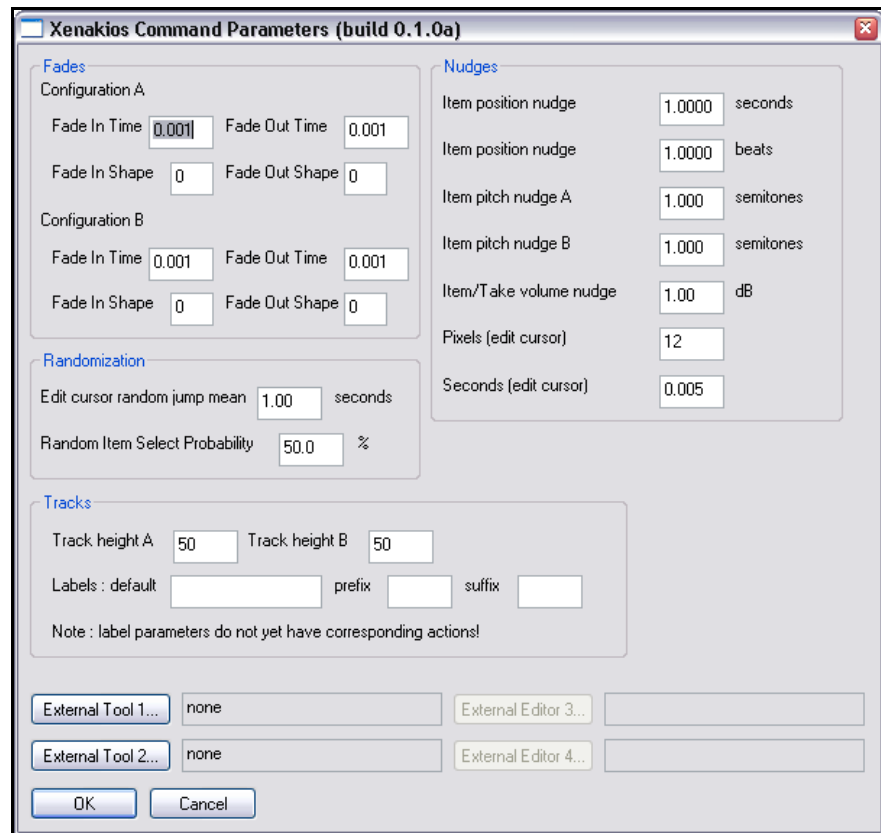 Xenakios Command Parameters (build 0.1.0a)
Fades
Configuration A
Fade In Time 0.001 Fade Out Time 0.001
Fade In Shape 0 Fade Out Shape 0
Configuration B
Fade In Time 0.001 Fade Out Time 0.001
Fade In Shape 0 Fade Out Shape 0
Randomization
Edit cursor random jump mean 1.00 seconds
Random Item Select Probability 50.0 %
Nudges
Item position nudge 1.0000 seconds
Item position nudge 1.0000 beats
Item pitch nudge A 1.000 semitones
Item pitch nudge B 1.000 semitones
Item/Take volume nudge 1.00 dB
Pixels (edit cursor) 12
Seconds (edit cursor) 0.005
Tracks
Track height A 50 Track height B 50
Labels : default prefix suffix
Note : label parameters do not yet have corresponding actions!
External Tool 1... none External Editor 3...
External Tool 2... none External Editor 4...
OK Cancel